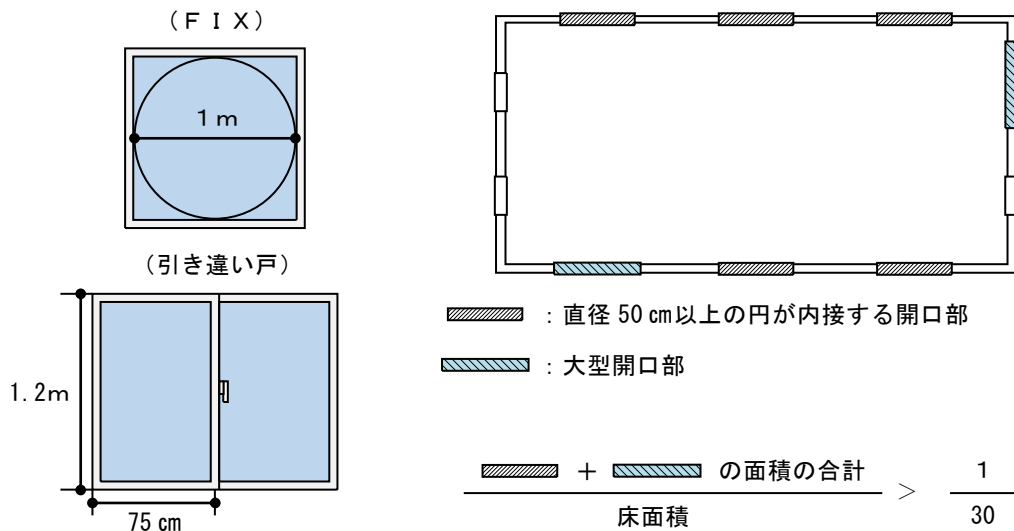 (ＦＩＸ)
1ｍ
(引き違い戸)
1.2ｍ
75 ㎝
：直径 50 ㎝以上の円が内接する開口部
：大型開口部
＋ の面積の合計
床面積
＞
1
30